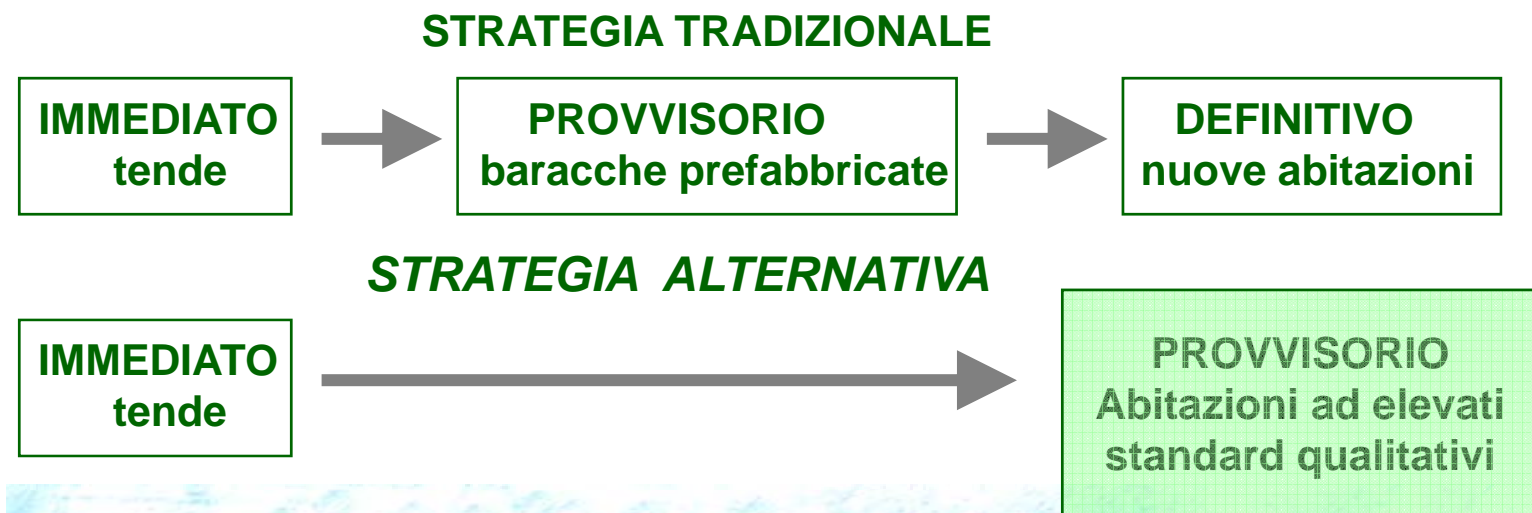 STRATEGIA TRADIZIONALE
IMMEDIATO
tende
PROVVISORIO
baracche prefabbricate
DEFINITIVO
nuove abitazioni
STRATEGIA ALTERNATIVA
IMMEDIATO
tende
PROVVISORIO
Abitazioni ad elevati
standard qualitativi